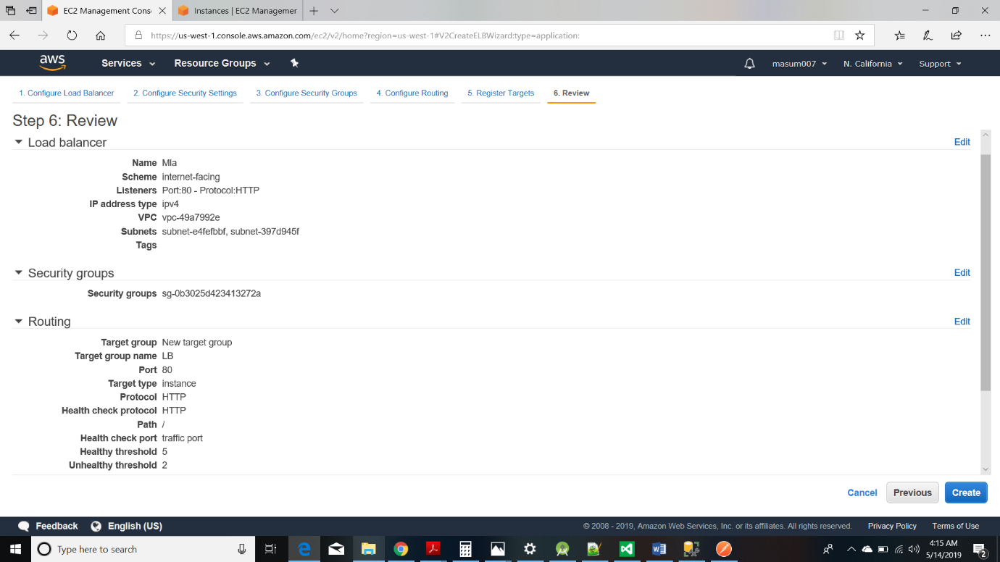 EC2 Management Cons
Instances | EC2 Managemer
https://us-west-1.console.aws.amazon.com/ec2/v2/home?region=us-west-1#V2CreateELBWizard:type=application:
aws
Services
Resource Groups
masum007
N. California
Support
1. Configure Load Balancer
2. Configure Security Settings
3. Configure Security Groups
4. Configure Routing
5. Register Targets
6. Review
Step 6: Review
Load balancer
Edit
Name Mla
Scheme internet-facing
Listeners Port:80 - Protocol:HTTP
IP address type ipv4
VPC vpc-49a7992e
Subnets subnet-e4fefbbf, subnet-397d945f
Tags
Security groups
Edit
Security groups sg-0b3025d423413272a
Routing
Edit
Target group New target group
Target group name LB
Port 80
Target type instance
Protocol HTTP
Health check protocol HTTP
Path /
Health check port traffic port
Healthy threshold 5
Unhealthy threshold 2
Cancel
Previous
Create
Feedback
English (US)
© 2008 - 2019, Amazon Web Services, Inc. or its affiliates. All rights reserved.
Privacy Policy
Terms of Use
Type here to search
4:15 AM
5/14/2019
2